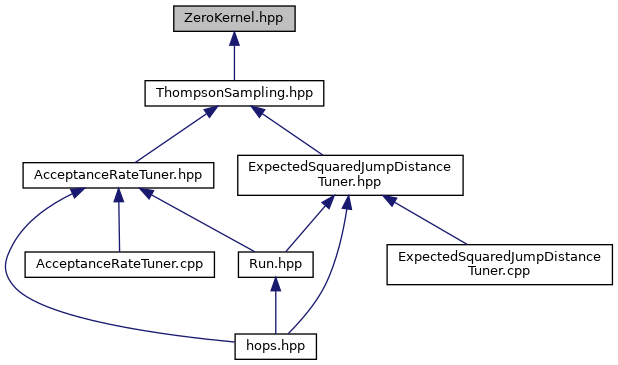 ZeroKernel.hpp
ThompsonSampling.hpp
AcceptanceRateTuner.hpp
ExpectedSquaredJumpDistance
Tuner.hpp
AcceptanceRateTuner.cpp
Run.hpp
ExpectedSquaredJumpDistance
Tuner.cpp
hops.hpp